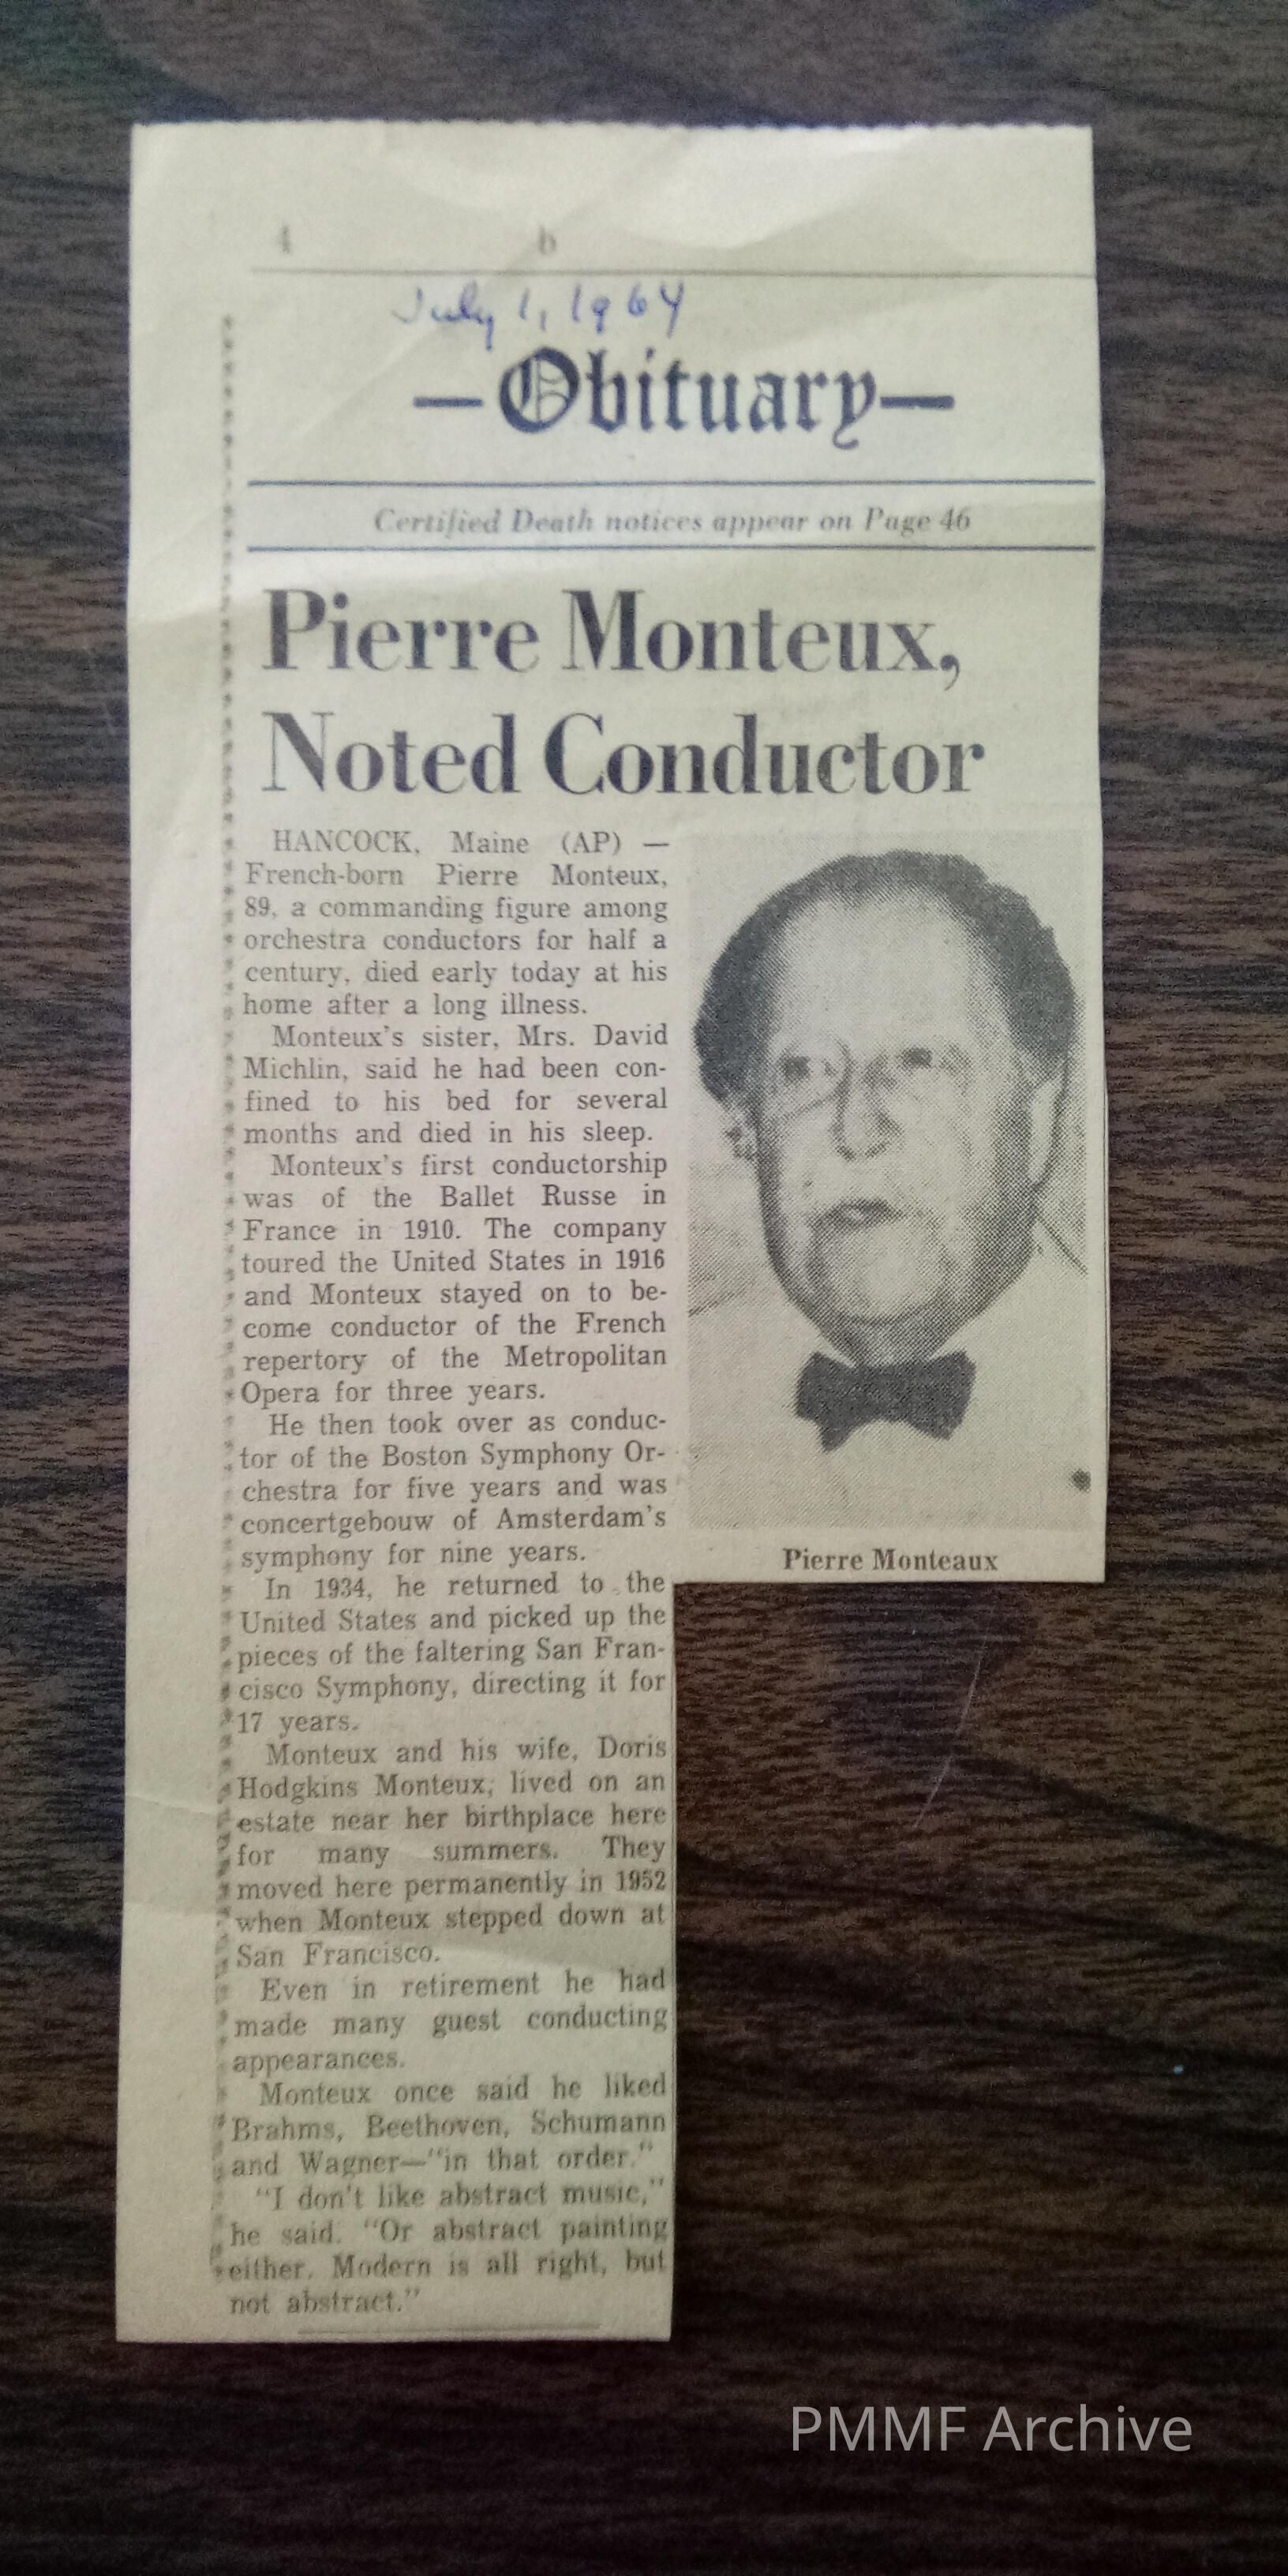 4 b
July 1, 1964
—Obituary—
Certified Death notices appear on Page 46
Pierre Monteux,
Noted Conductor
HANCOCK, Maine (AP) —
French-born Pierre Monteux,
89, a commanding figure among
orchestra conductors for half a
century, died early today at his
home after a long illness.
Monteux's sister, Mrs. David
Michlin, said he had been con-
fined to his bed for several
months and died in his sleep.
Monteux's first conductorship
was of the Ballet Russe in
France in 1910. The company
toured the United States in 1916
and Monteux stayed on to be-
come conductor of the French
repertory of the Metropolitan
Opera for three years.
He then took over as conduc-
tor of the Boston Symphony Or-
chestra for five years and was
concertgebouw of Amsterdam's
symphony for nine years.
In 1934, he returned to the
United States and picked up the
pieces of the faltering San Fran-
cisco Symphony, directing it for
17 years.
Monteux and his wife, Doris
Hodgkins Monteux, lived on an
estate near her birthplace here
for many summers. They
moved here permanently in 1952
when Monteux stepped down at
San Francisco.
Even in retirement he had
made many guest conducting
appearances.
Monteux once said he liked
Brahms, Beethoven, Schumann
and Wagner—"in that order."
"I don't like abstract music,"
he said. "Or abstract painting
either. Modern is all right, but
not abstract."
Pierre Monteaux
PMMF Archive